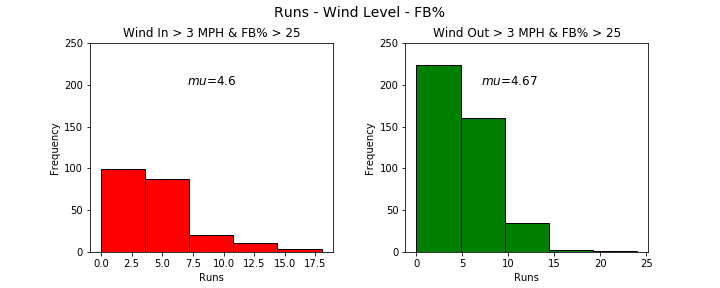 Runs - Wind Level - FB%
Wind In > 3 MPH & FB% > 25
250
200
150
100
50
0
Frequency
mu=4.6
0.0 2.5 5.0 7.5 10.0 12.5 15.0 17.5
Runs
Wind Out > 3 MPH & FB% > 25
250
200
150
100
50
0
Frequency
mu=4.67
0 5 10 15 20 25
Runs